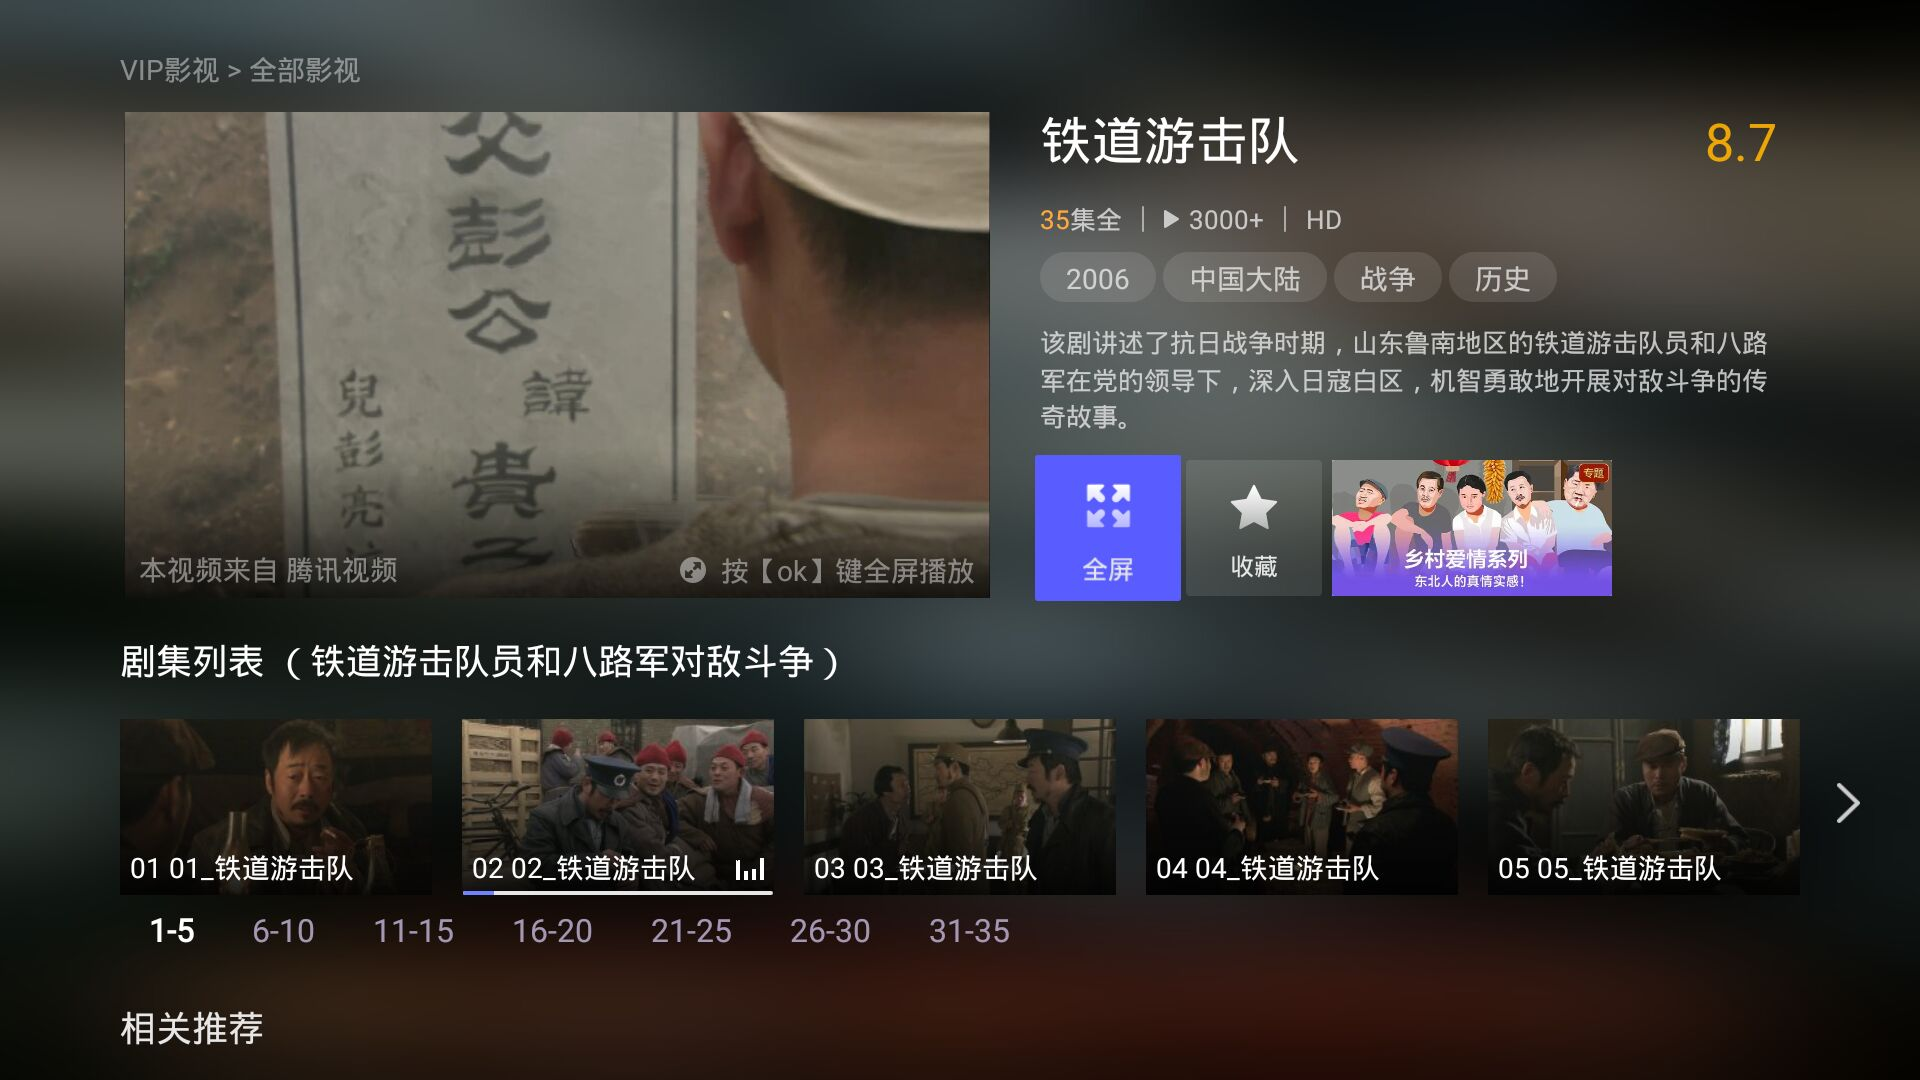 VIP影视 > 全部影视
父彭公
諱
貴子
兒彭亮
本视频来自 腾讯视频
按【ok】键全屏播放
铁道游击队
8.7
35集全 | 3000+ | HD
2006 中国大陆 战争 历史
该剧讲述了抗日战争时期，山东鲁南地区的铁道游击队员和八路
军在党的领导下，深入日寇白区，机智勇敢地开展对敌斗争的传
奇故事。
全屏
收藏
专题
乡村爱情系列
东北人的真情实感！
剧集列表 （铁道游击队员和八路军对敌斗争）
01 01_铁道游击队
02 02_铁道游击队
03 03_铁道游击队
04 04_铁道游击队
05 05_铁道游击队
1-5 6-10 11-15 16-20 21-25 26-30 31-35
相关推荐